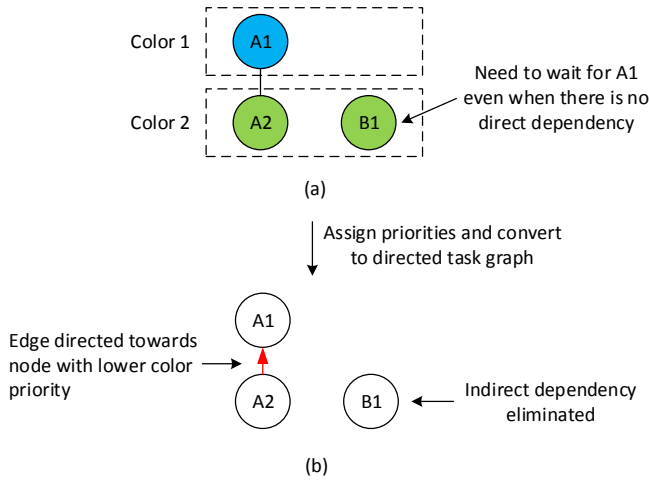 Color 1
A1
Need to wait for A1
even when there is no
direct dependency
Color 2
A2
B1
(a)
Assign priorities and convert
to directed task graph
A1
Edge directed towards
node with lower color
priority
A2
B1
Indirect dependency
eliminated
(b)